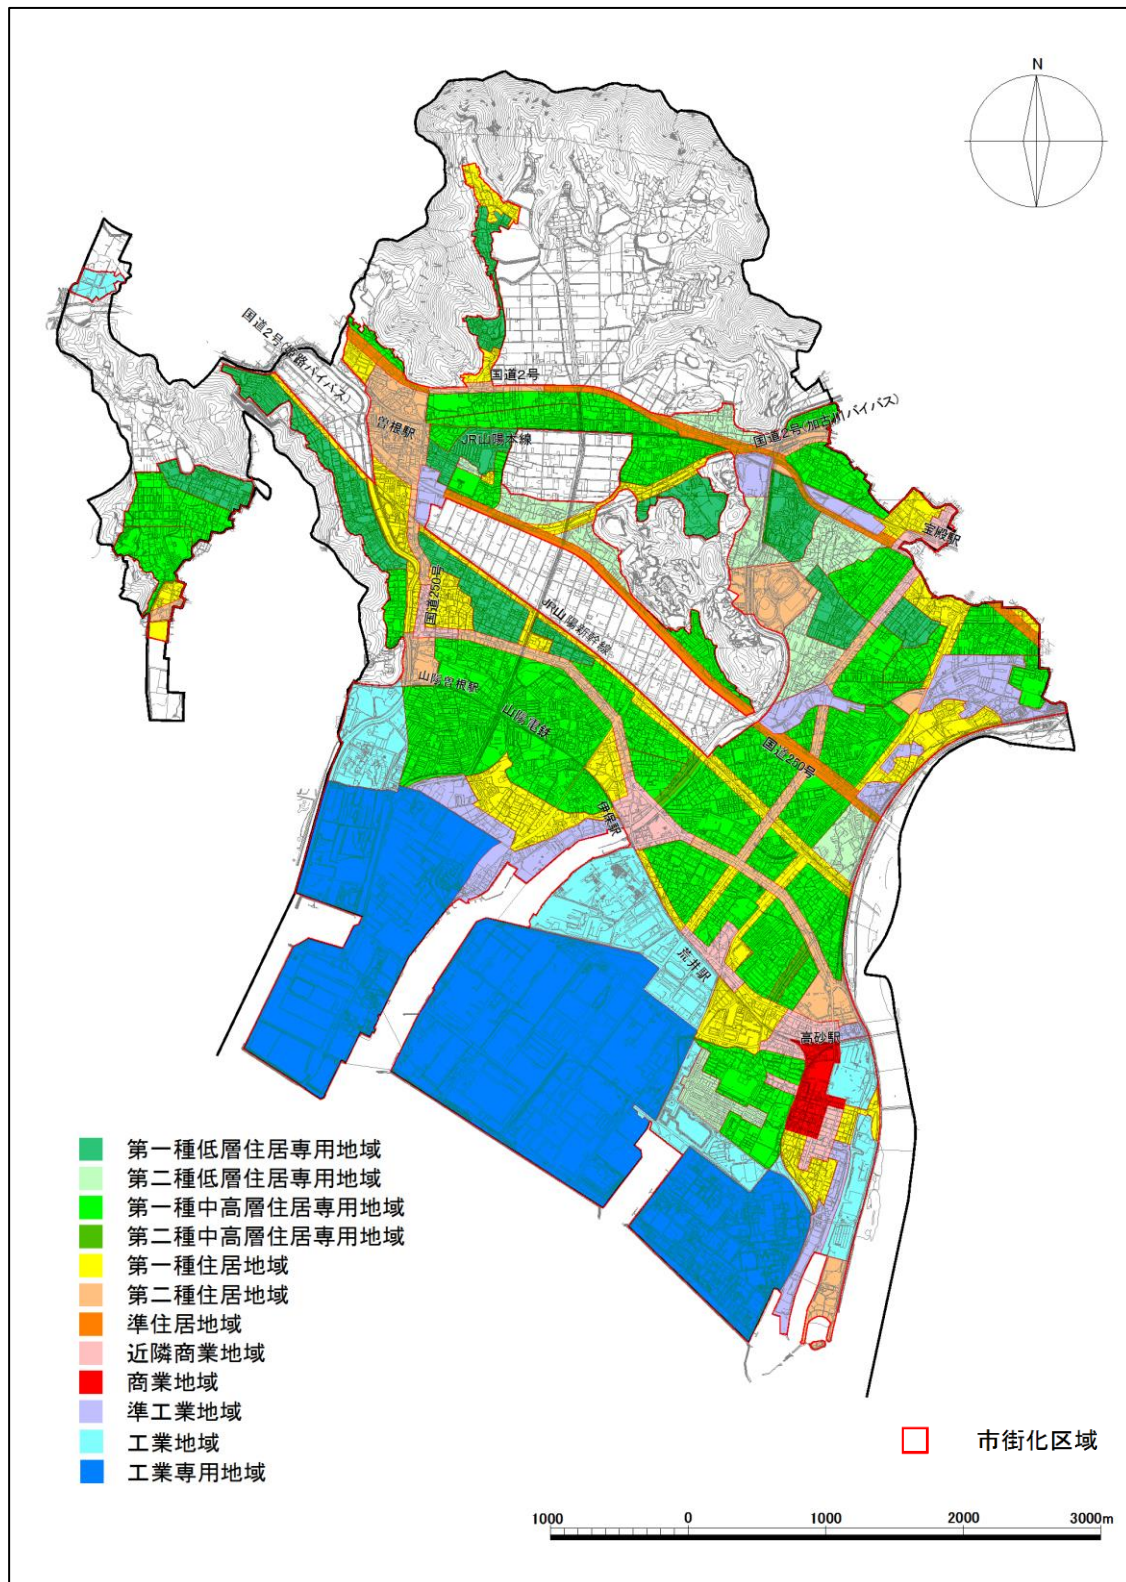 N
国道2号(姫路バイパス)
国道2号
曽根駅
JR山陽本線
国道2号(加古川バイパス)
宝殿駅
国道250号
JR山陽新幹線
山陽曽根駅
山陽電鉄
国道250号
伊保駅
荒井駅
高砂駅
第一種低層住居専用地域
第二種低層住居専用地域
第一種中高層住居専用地域
第二種中高層住居専用地域
第一種住居地域
第二種住居地域
準住居地域
近隣商業地域
商業地域
準工業地域
工業地域
工業専用地域
市街化区域
1000 0 1000 2000 3000m